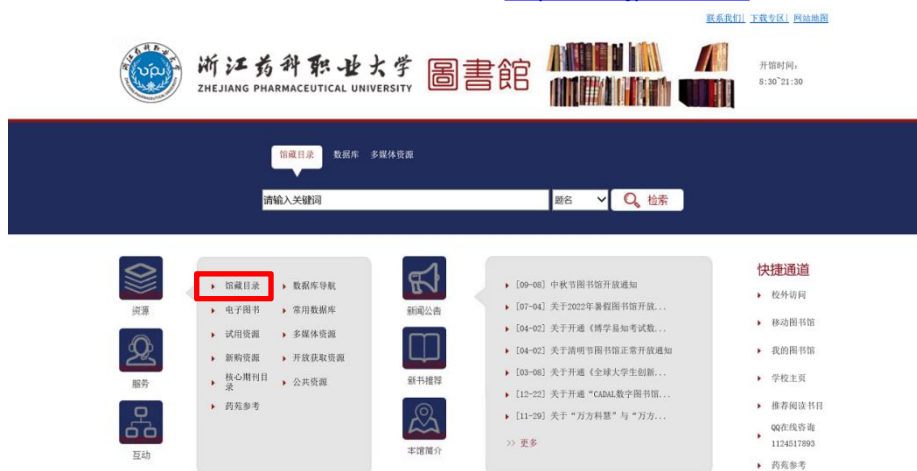 联系我们| 下载专区| 网站地图
浙江药科职业大学
ZHEJIANG PHARMACEUTICAL UNIVERSITY
圖書館
开馆时间：
8:30~21:30
馆藏目录 数据库 多媒体资源
请输入关键词 题名 检索
资源
服务
互动
馆藏目录 数据库导航
电子图书 常用数据库
试用资源 多媒体资源
新购资源 开放获取资源
核心期刊目录 公共资源
药苑参考
新闻公告
新书推荐
本馆简介
[09-08] 中秋节图书馆开放通知
[07-04] 关于2022年暑假图书馆开放...
[04-02] 关于开通《博学易知考试数...
[04-02] 关于清明节图书馆正常开放通知
[03-08] 关于开通《全球大学生创新...
[12-22] 关于开通“CADAL数字图书馆...
[11-29] 关于“万方科慧”与“万方...
>> 更多
快捷通道
校外访问
移动图书馆
我的图书馆
学校主页
推荐阅读书目
QQ在线咨询
1124517893
药苑参考